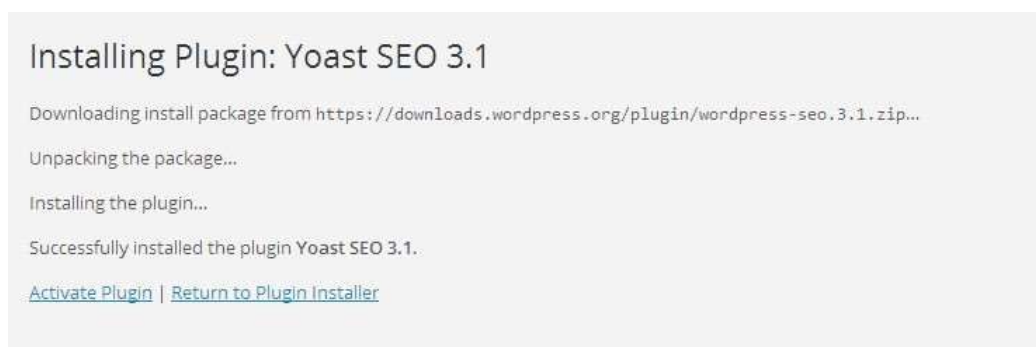 Installing Plugin: Yoast SEO 3.1
Downloading install package from https://downloads.wordpress.org/plugin/wordpress-seo.3.1.zip...
Unpacking the package...
Installing the plugin...
Successfully installed the plugin Yoast SEO 3.1.
Activate Plugin | Return to Plugin Installer